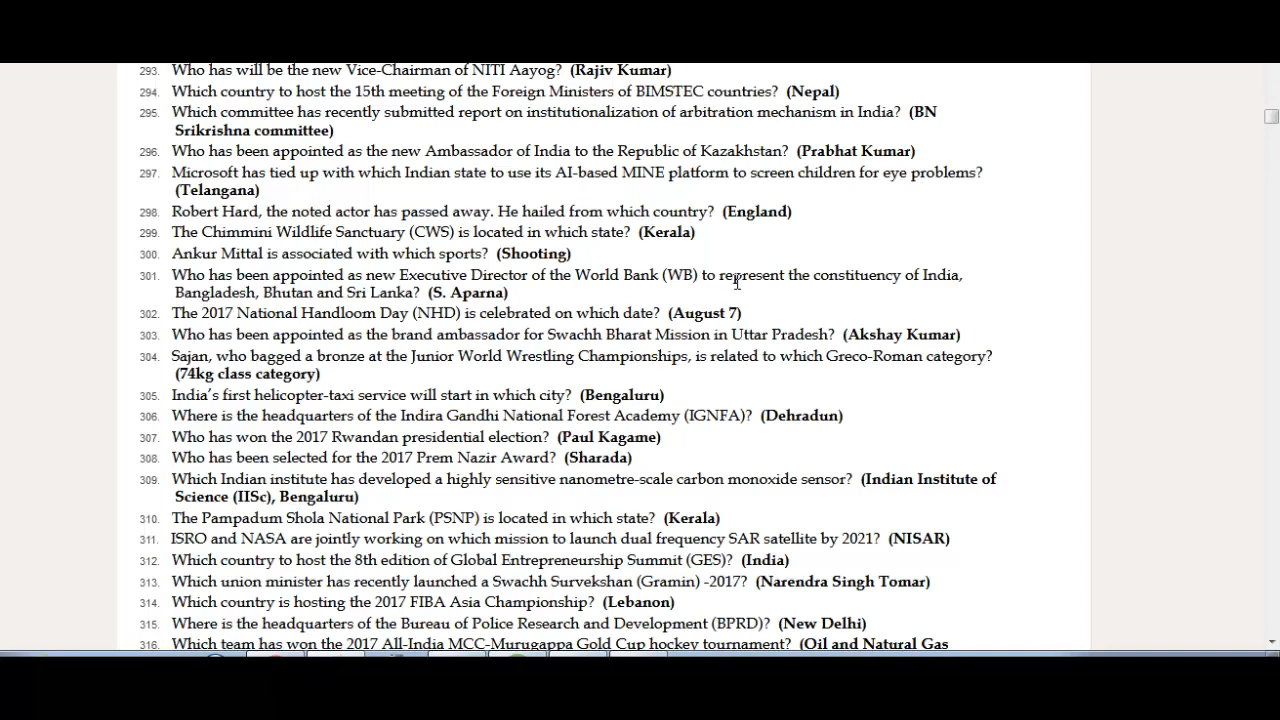 293. Who has will be the new Vice-Chairman of NITI Aayog? (Rajiv Kumar)
294. Which country to host the 15th meeting of the Foreign Ministers of BIMSTEC countries? (Nepal)
295. Which committee has recently submitted report on institutionalization of arbitration mechanism in India? (BN
Srikrishna committee)
296. Who has been appointed as the new Ambassador of India to the Republic of Kazakhstan? (Prabhat Kumar)
297. Microsoft has tied up with which Indian state to use its AI-based MINE platform to screen children for eye problems?
(Telangana)
298. Robert Hard, the noted actor has passed away. He hailed from which country? (England)
299. The Chimmini Wildlife Sanctuary (CWS) is located in which state? (Kerala)
300. Ankur Mittal is associated with which sports? (Shooting)
301. Who has been appointed as new Executive Director of the World Bank (WB) to represent the constituency of India,
Bangladesh, Bhutan and Sri Lanka? (S. Aparna)
302. The 2017 National Handloom Day (NHD) is celebrated on which date? (August 7)
303. Who has been appointed as the brand ambassador for Swachh Bharat Mission in Uttar Pradesh? (Akshay Kumar)
304. Sajan, who bagged a bronze at the Junior World Wrestling Championships, is related to which Greco-Roman category?
(74kg class category)
305. India's first helicopter-taxi service will start in which city? (Bengaluru)
306. Where is the headquarters of the Indira Gandhi National Forest Academy (IGNFA)? (Dehradun)
307. Who has won the 2017 Rwandan presidential election? (Paul Kagame)
308. Who has been selected for the 2017 Prem Nazir Award? (Sharada)
309. Which Indian institute has developed a highly sensitive nanometre-scale carbon monoxide sensor? (Indian Institute of
Science (IISc), Bengaluru)
310. The Pampadum Shola National Park (PSNP) is located in which state? (Kerala)
311. ISRO and NASA are jointly working on which mission to launch dual frequency SAR satellite by 2021? (NISAR)
312. Which country to host the 8th edition of Global Entrepreneurship Summit (GES)? (India)
313. Which union minister has recently launched a Swachh Survekshan (Gramin) -2017? (Narendra Singh Tomar)
314. Which country is hosting the 2017 FIBA Asia Championship? (Lebanon)
315. Where is the headquarters of the Bureau of Police Research and Development (BPRD)? (New Delhi)
316. Which team has won the 2017 All-India MCC-Murugappa Gold Cup hockey tournament? (Oil and Natural Gas